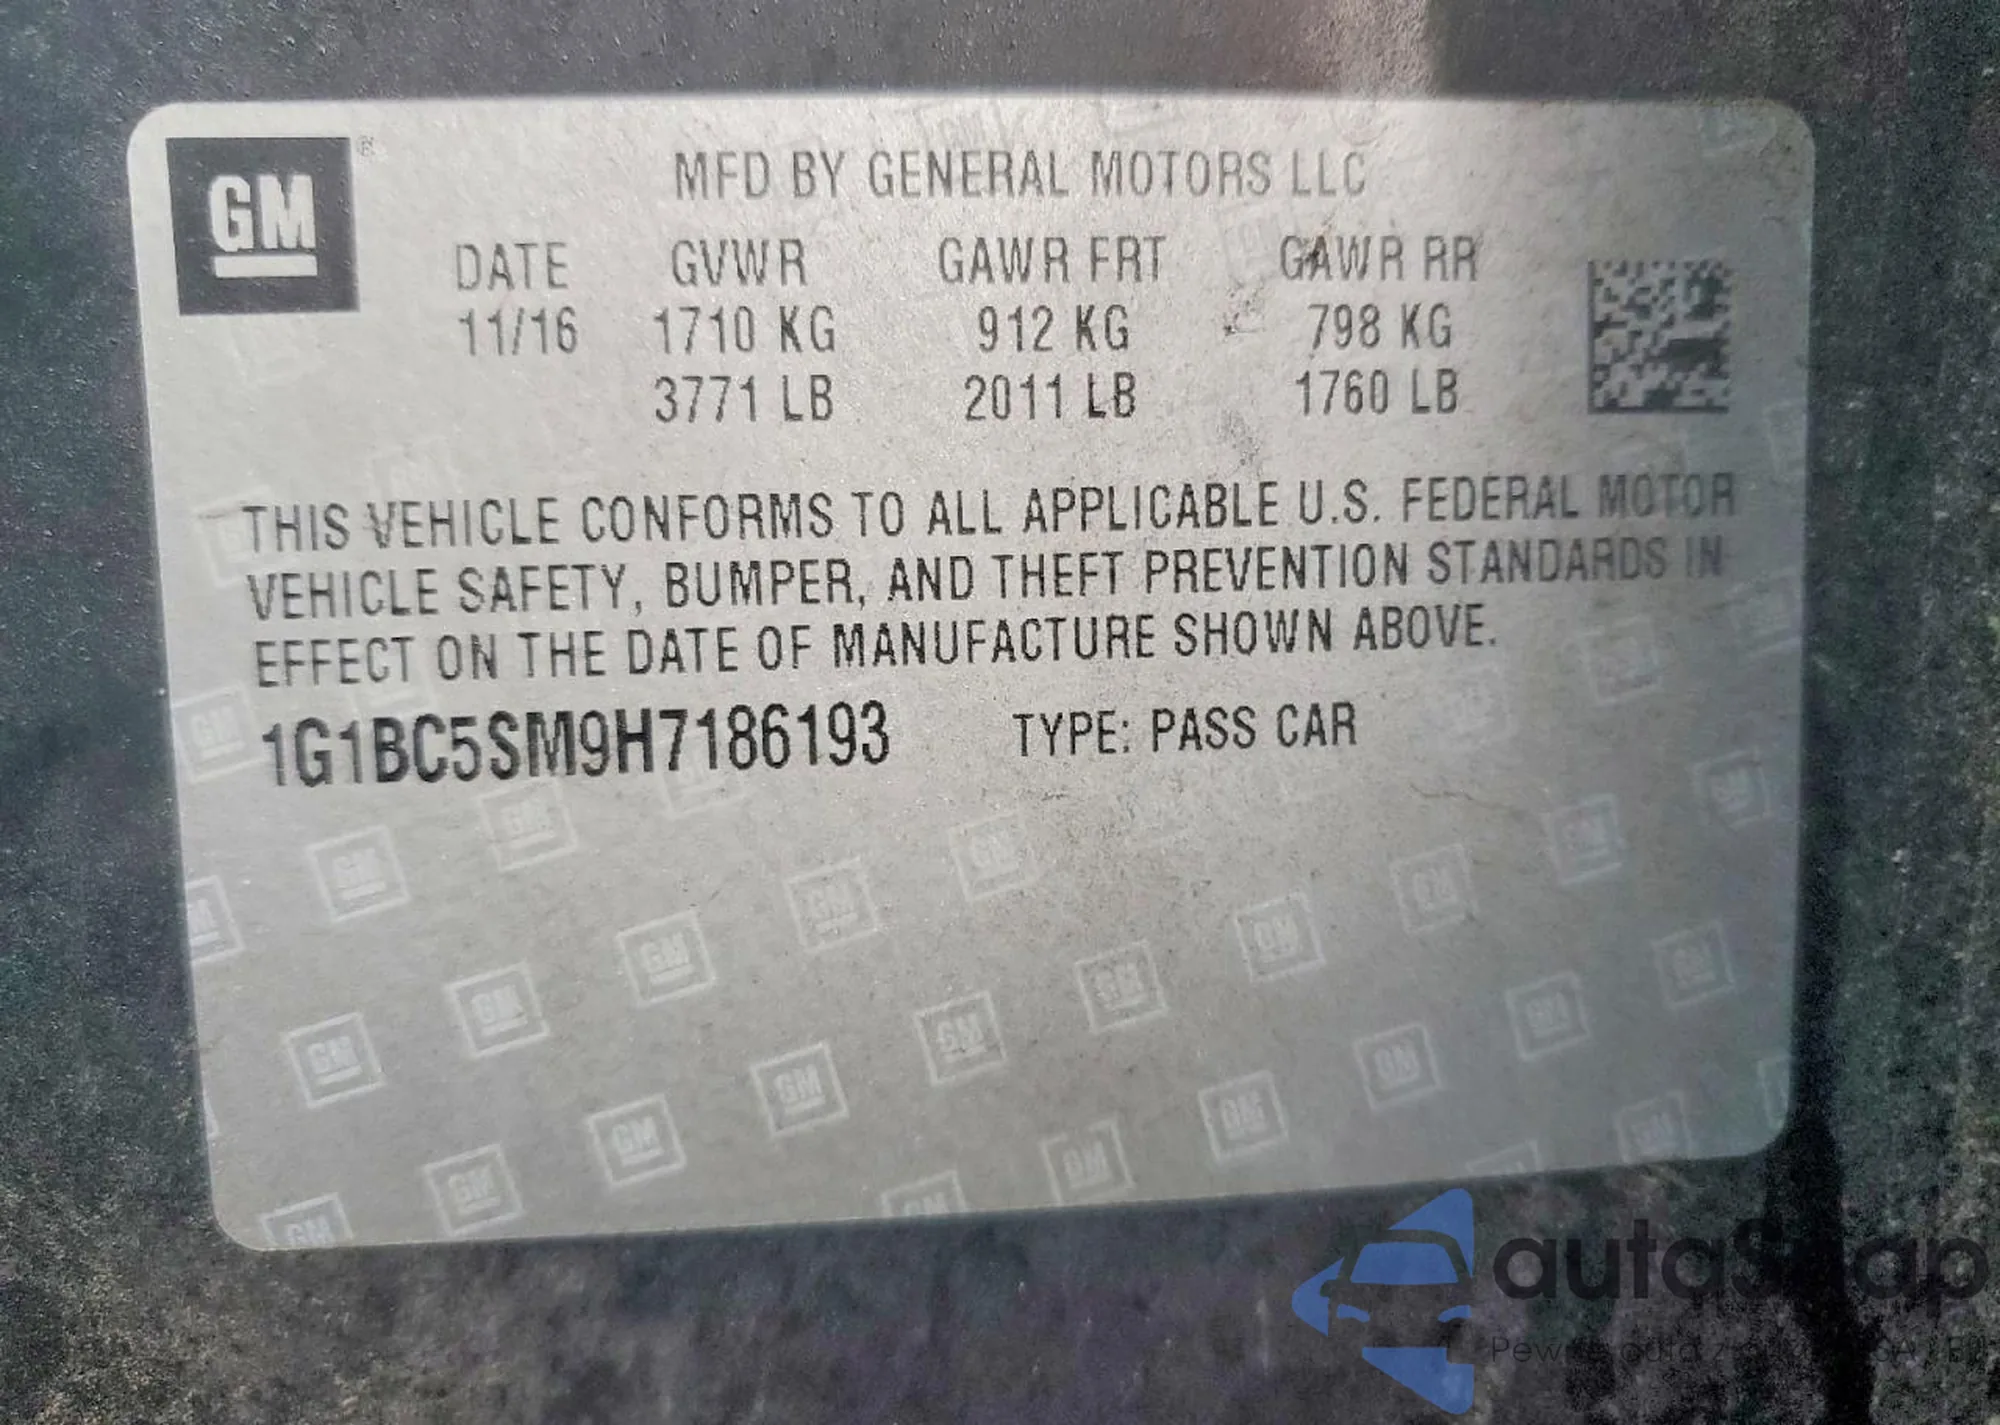 GM ®
MFD BY GENERAL MOTORS LLC
DATE GVWR GAWR FRT GAWR RR
11/16 1710 KG 912 KG 798 KG
3771 LB 2011 LB 1760 LB
THIS VEHICLE CONFORMS TO ALL APPLICABLE U.S. FEDERAL MOTOR
VEHICLE SAFETY, BUMPER, AND THEFT PREVENTION STANDARDS IN
EFFECT ON THE DATE OF MANUFACTURE SHOWN ABOVE.
1G1BC5SM9H7186193 TYPE: PASS CAR
autaSnap
auta z